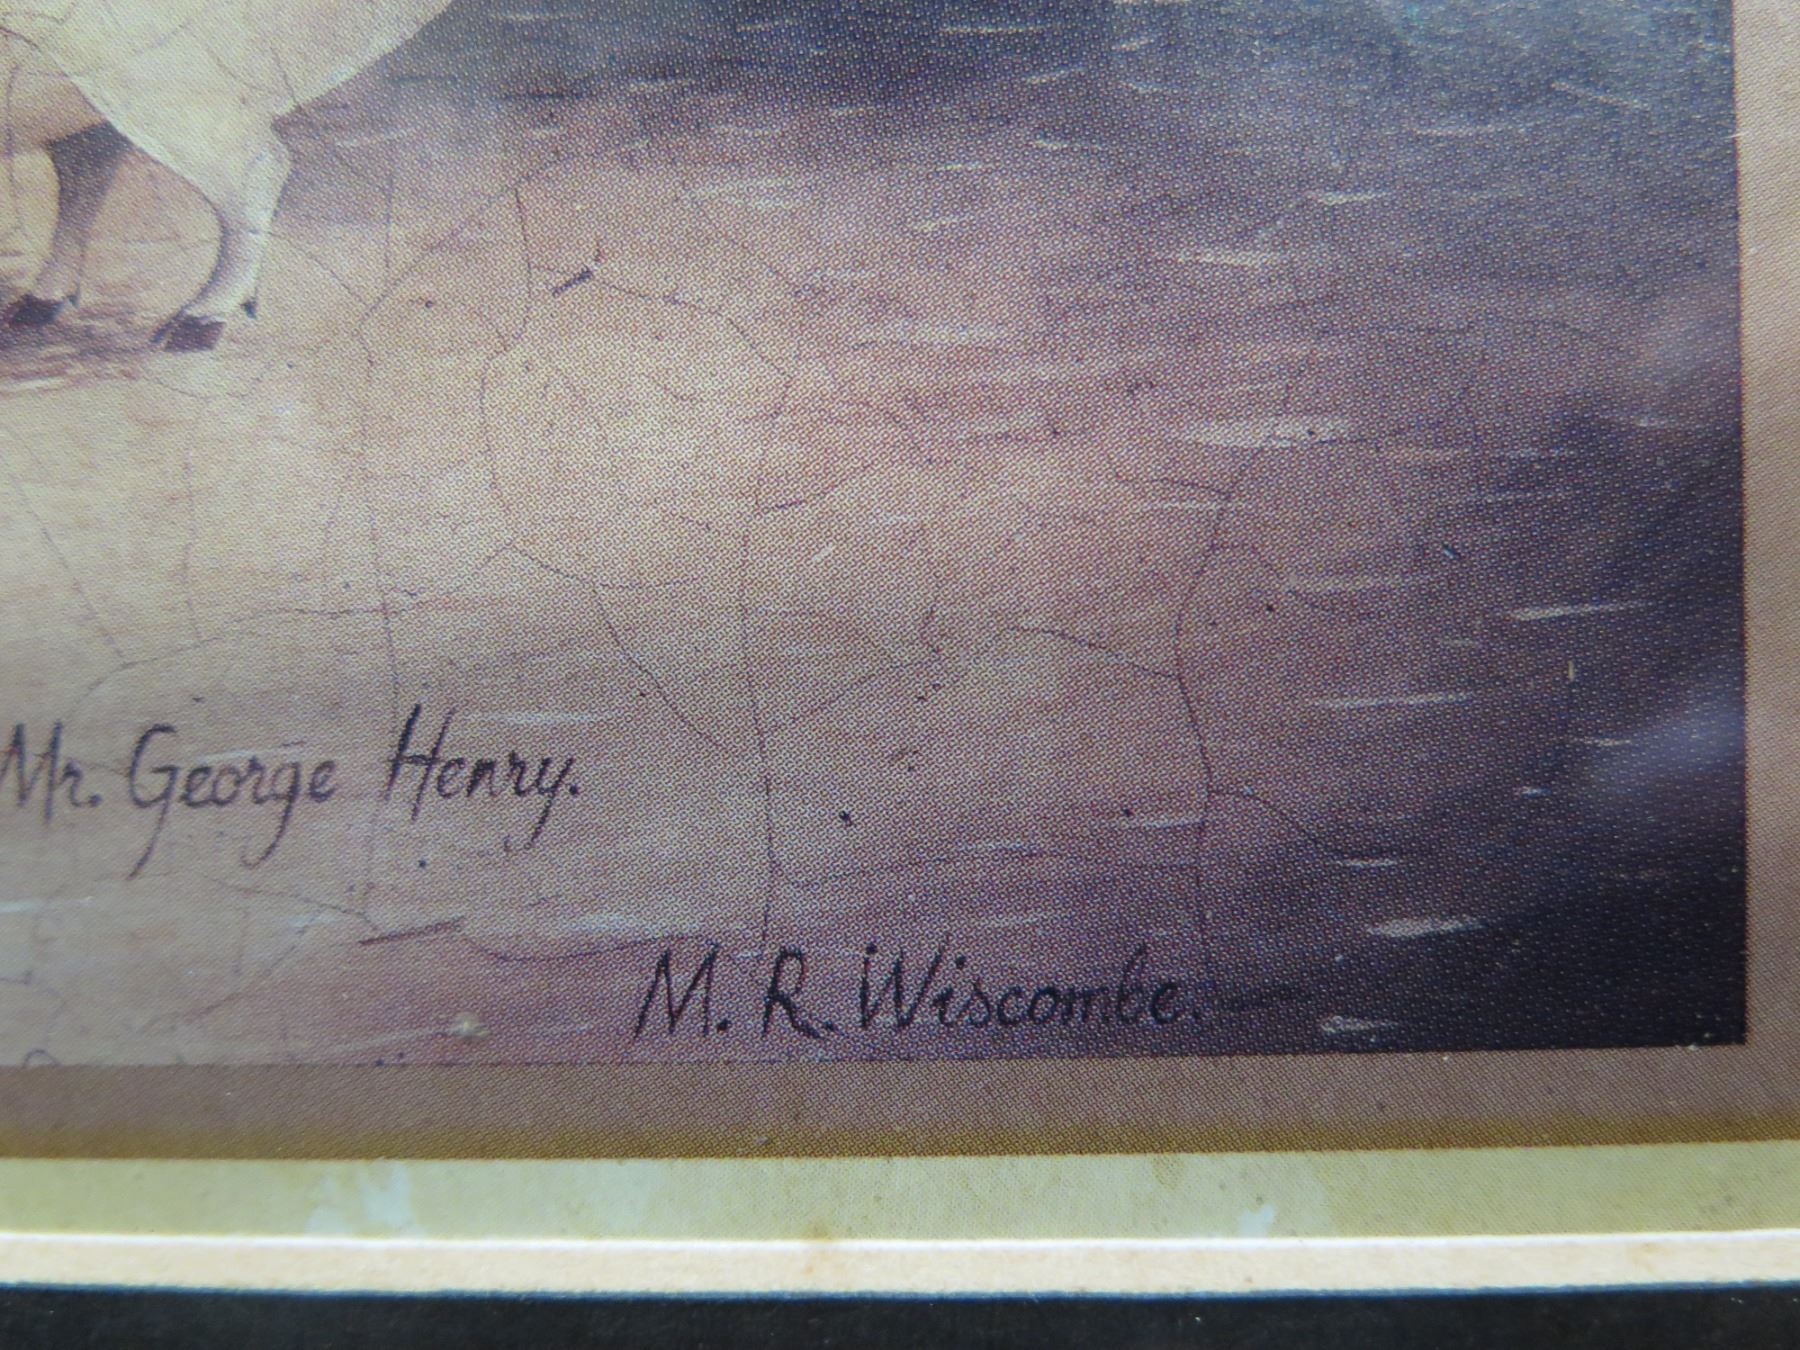 Mr. George Henry.
M. R. Wiscombe.